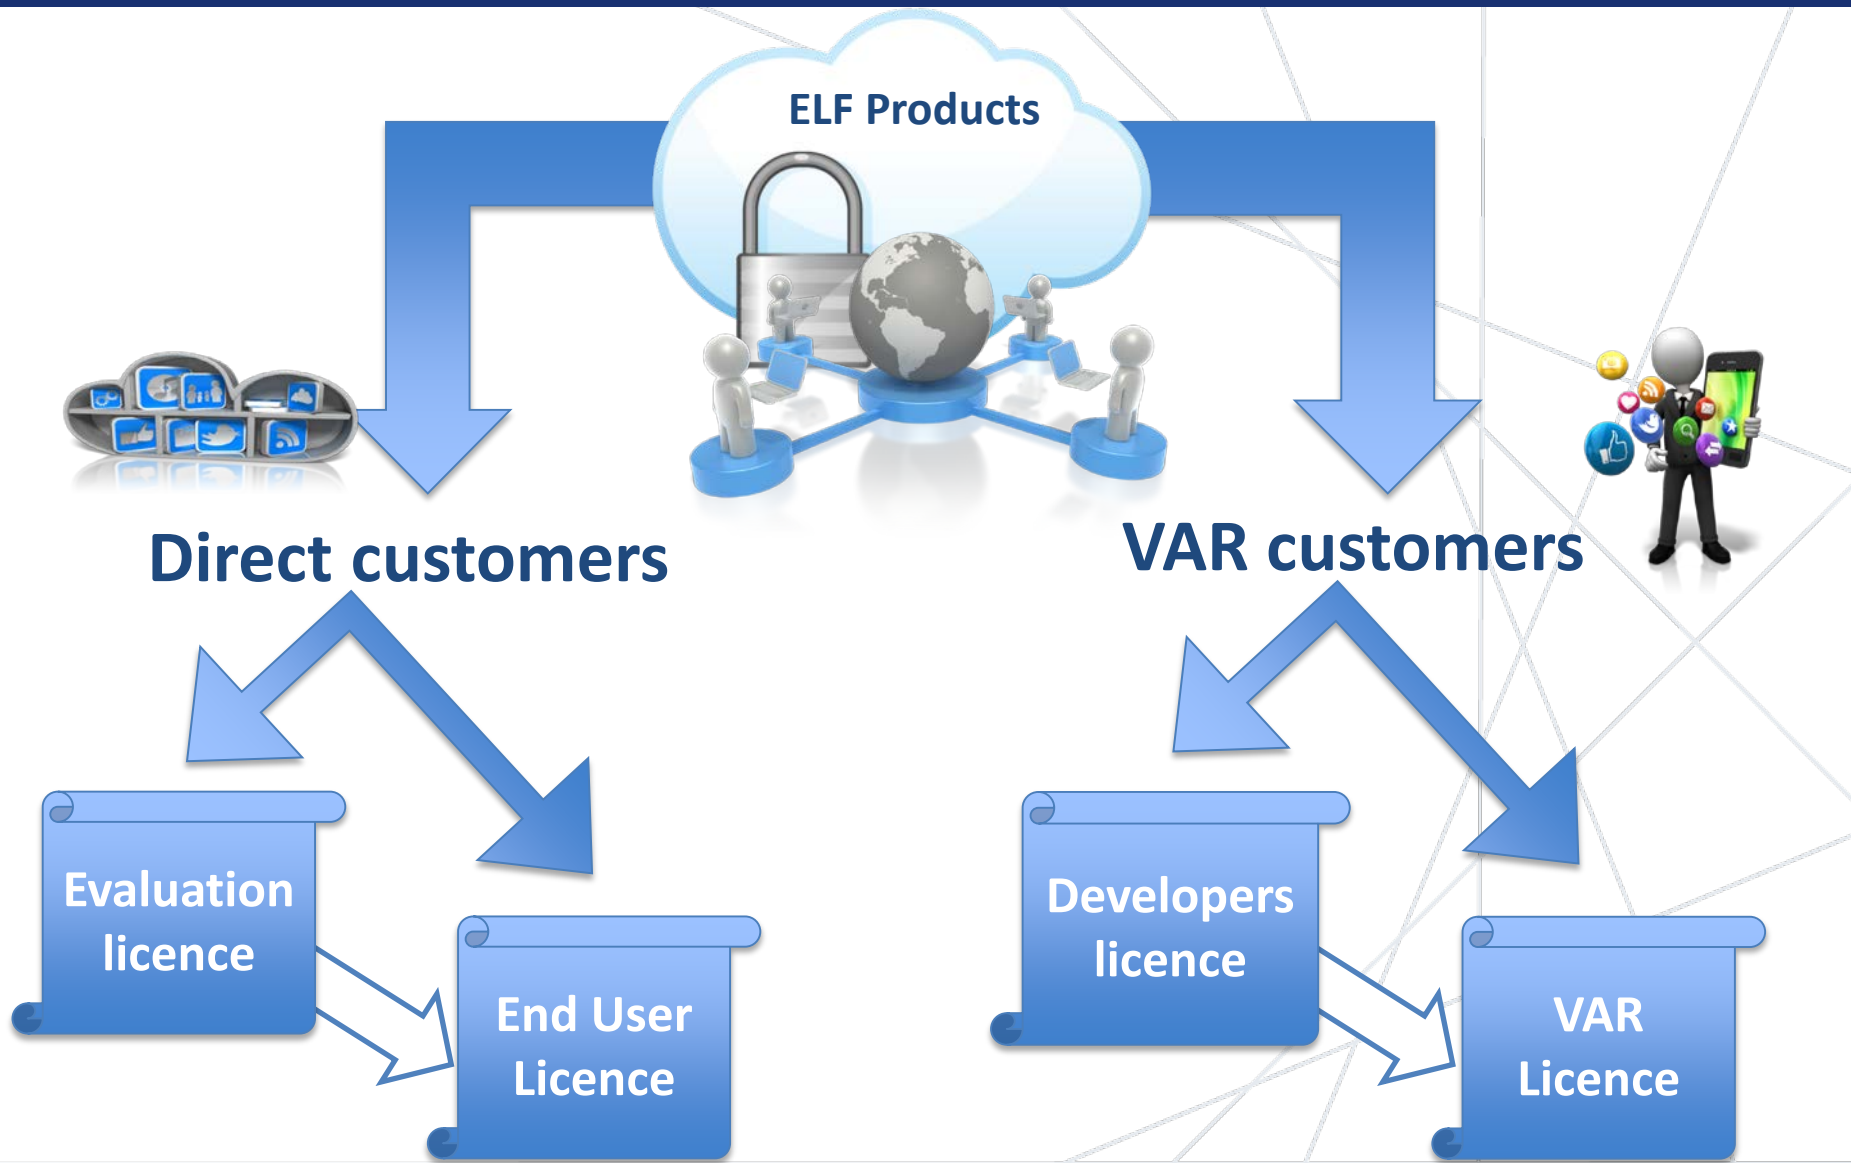 ELF Products
Direct customers
VAR customers
Evaluation
licence
End User
Licence
Developers
licence
VAR
Licence